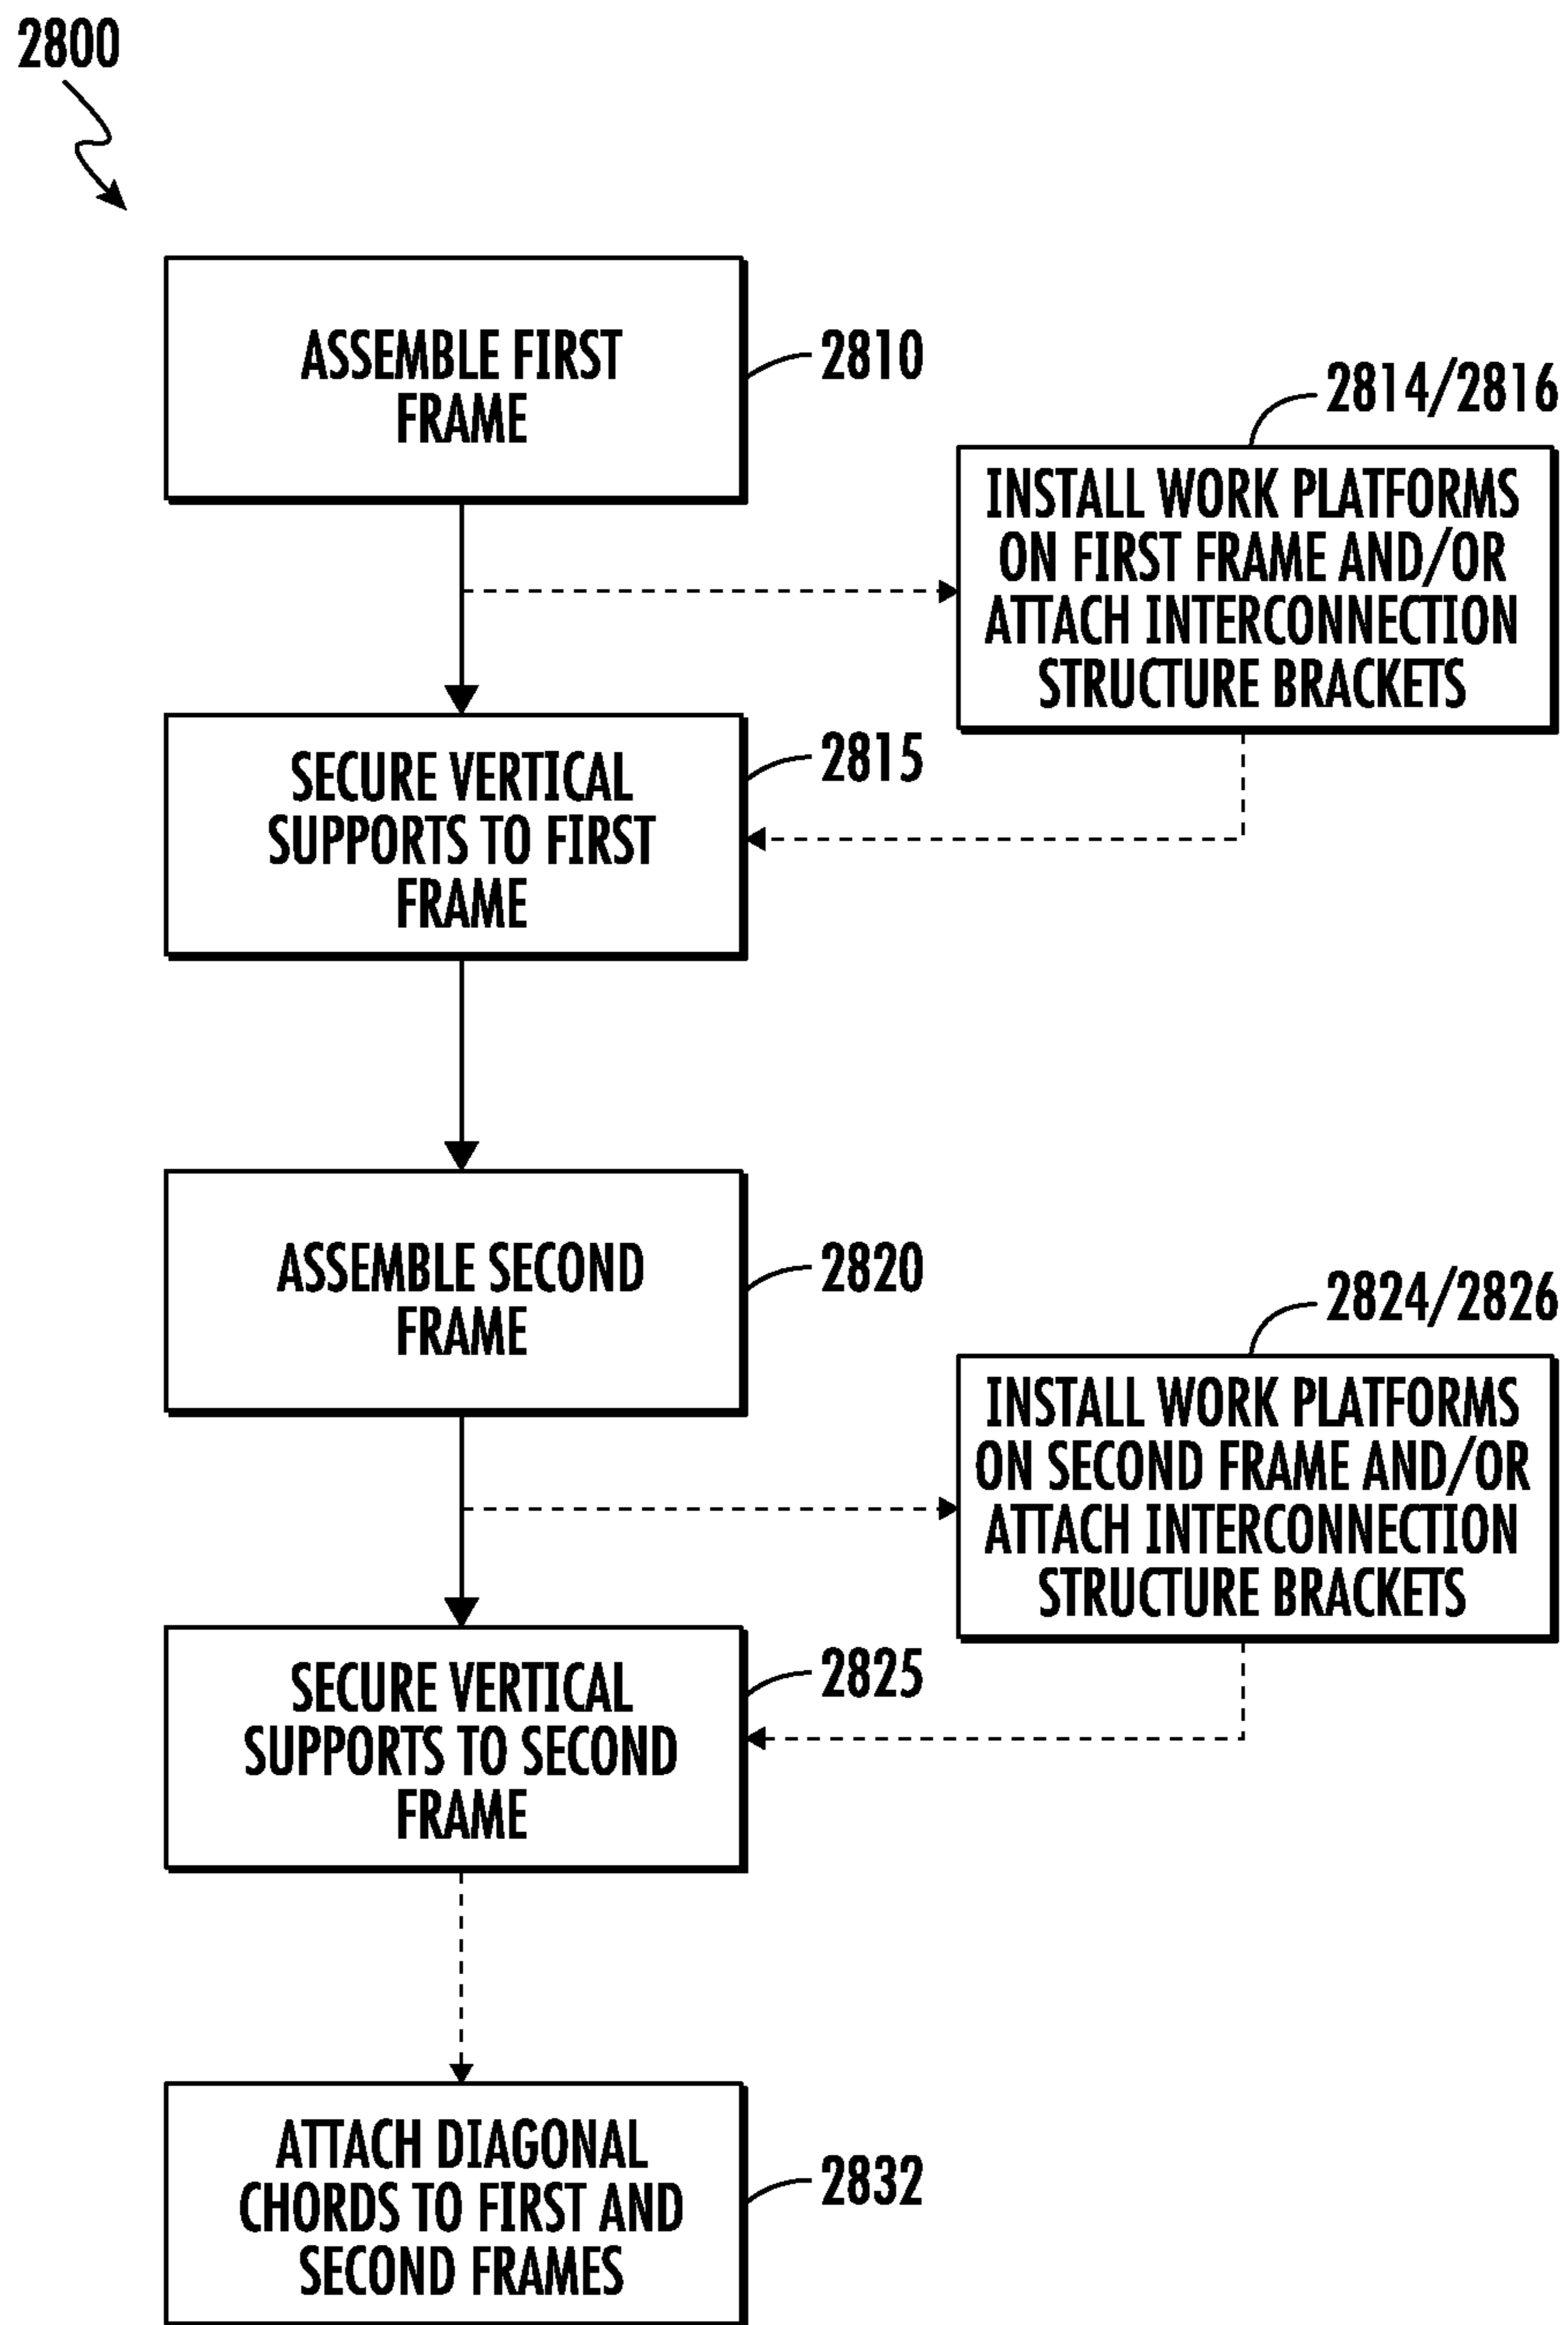 2800
ASSEMBLE FIRST
FRAME
2810
2814/2816
INSTALL WORK PLATFORMS
ON FIRST FRAME AND/OR
ATTACH INTERCONNECTION
STRUCTURE BRACKETS
SECURE VERTICAL
SUPPORTS TO FIRST
FRAME
2815
ASSEMBLE SECOND
FRAME
2820
2824/2826
INSTALL WORK PLATFORMS
ON SECOND FRAME AND/OR
ATTACH INTERCONNECTION
STRUCTURE BRACKETS
SECURE VERTICAL
SUPPORTS TO SECOND
FRAME
2825
ATTACH DIAGONAL
CHORDS TO FIRST AND
SECOND FRAMES
2832